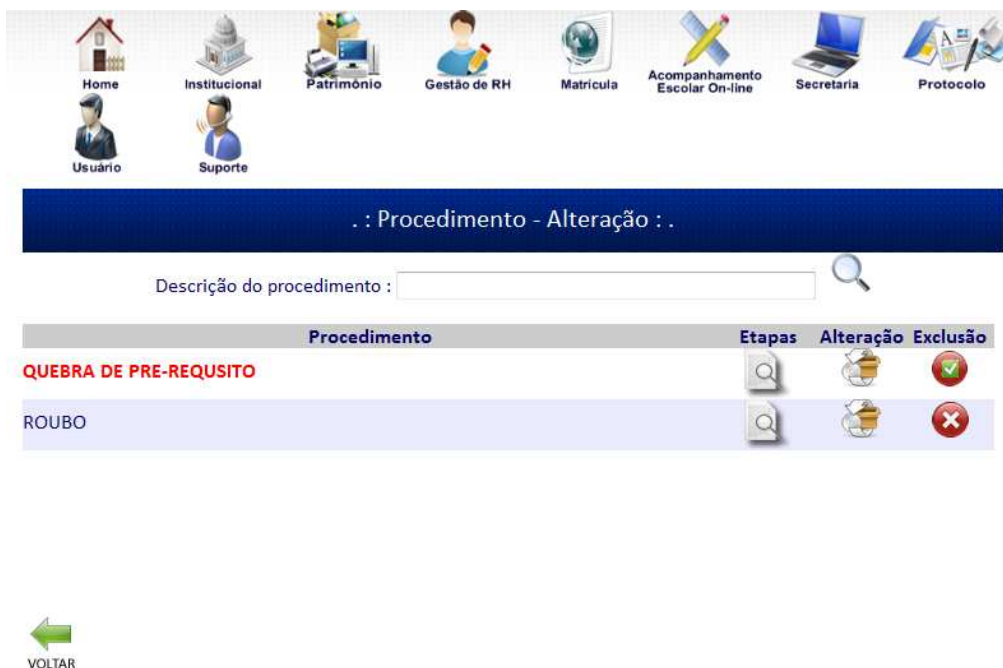 Home Institucional Patrimônio Gestão de RH Matrícula Acompanhamento Escolar On-line Secretaria Protocolo
Usuário Suporte
. : Procedimento - Alteração : .
Descrição do procedimento :
Procedimento Etapas Alteração Exclusão
QUEBRA DE PRE-REQUSITO
ROUBO
VOLTAR